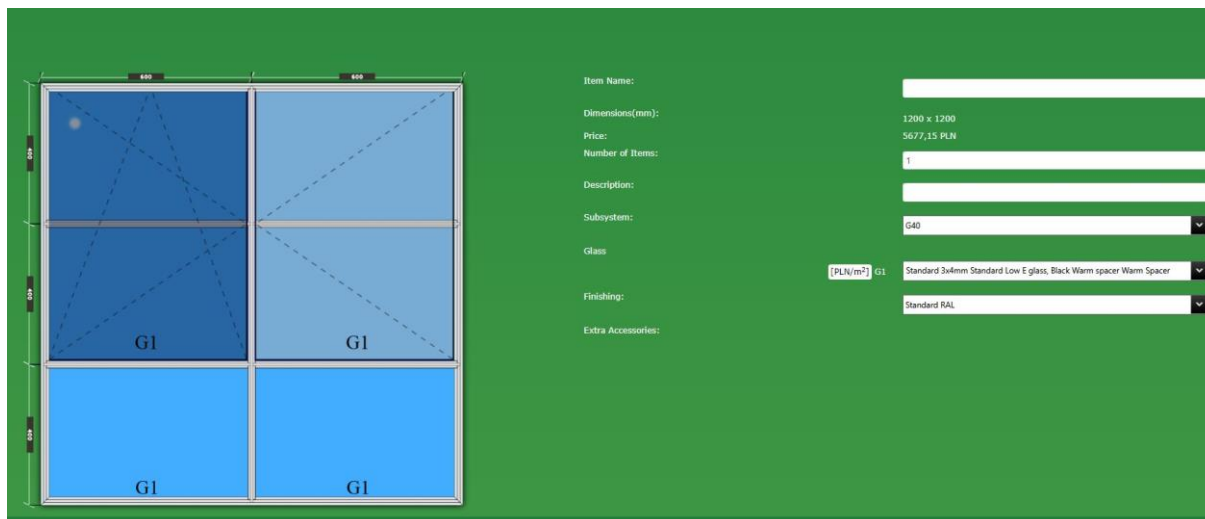 600 600
400
400
400
G1 G1
G1 G1
Item Name:
Dimensions(mm): 1200 x 1200
Price: 5677,15 PLN
Number of Items: 1
Description:
Subsystem: G40
Glass
[PLN/m²] G1 Standard 3x4mm Standard Low E glass, Black Warm spacer Warm Spacer
Finishing: Standard RAL
Extra Accessories: